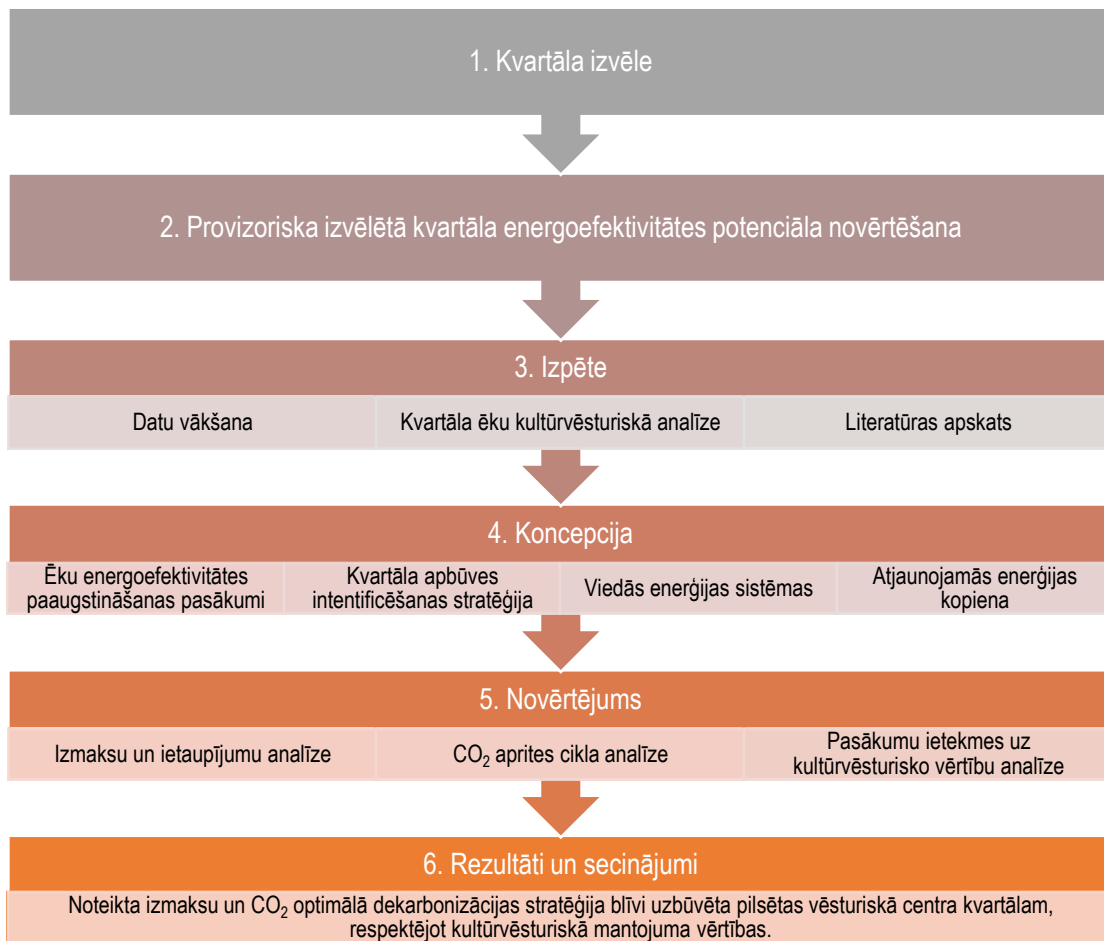 1. Kvartāla izvēle
2. Provizoriska izvēlētā kvartāla energoefektivitātes potenciāla novērtēšana
3. Izpēte
Datu vākšana
Kvartāla ēku kultūrvēsturiskā analīze
Literatūras apskats
4. Koncepcija
Ēku energoefektivitātes
paaugstināšanas pasākumi
Kvartāla apbūves
intentificēšanas stratēģija
Viedās enerģijas sistēmas
Atjaunojamās enerģijas
kopiena
5. Novērtējums
Izmaksu un ietaupījumu analīze
CO₂ aprites cikla analīze
Pasākumu ietekmes uz
kultūrvēsturisko vērtību analīze
6. Rezultāti un secinājumi
Noteikta izmaksu un CO₂ optimālā dekarbonizācijas stratēģija blīvi uzbūvēta pilsētas vēsturiskā centra kvartālam,
respektējot kultūrvēsturiskā mantojuma vērtības.